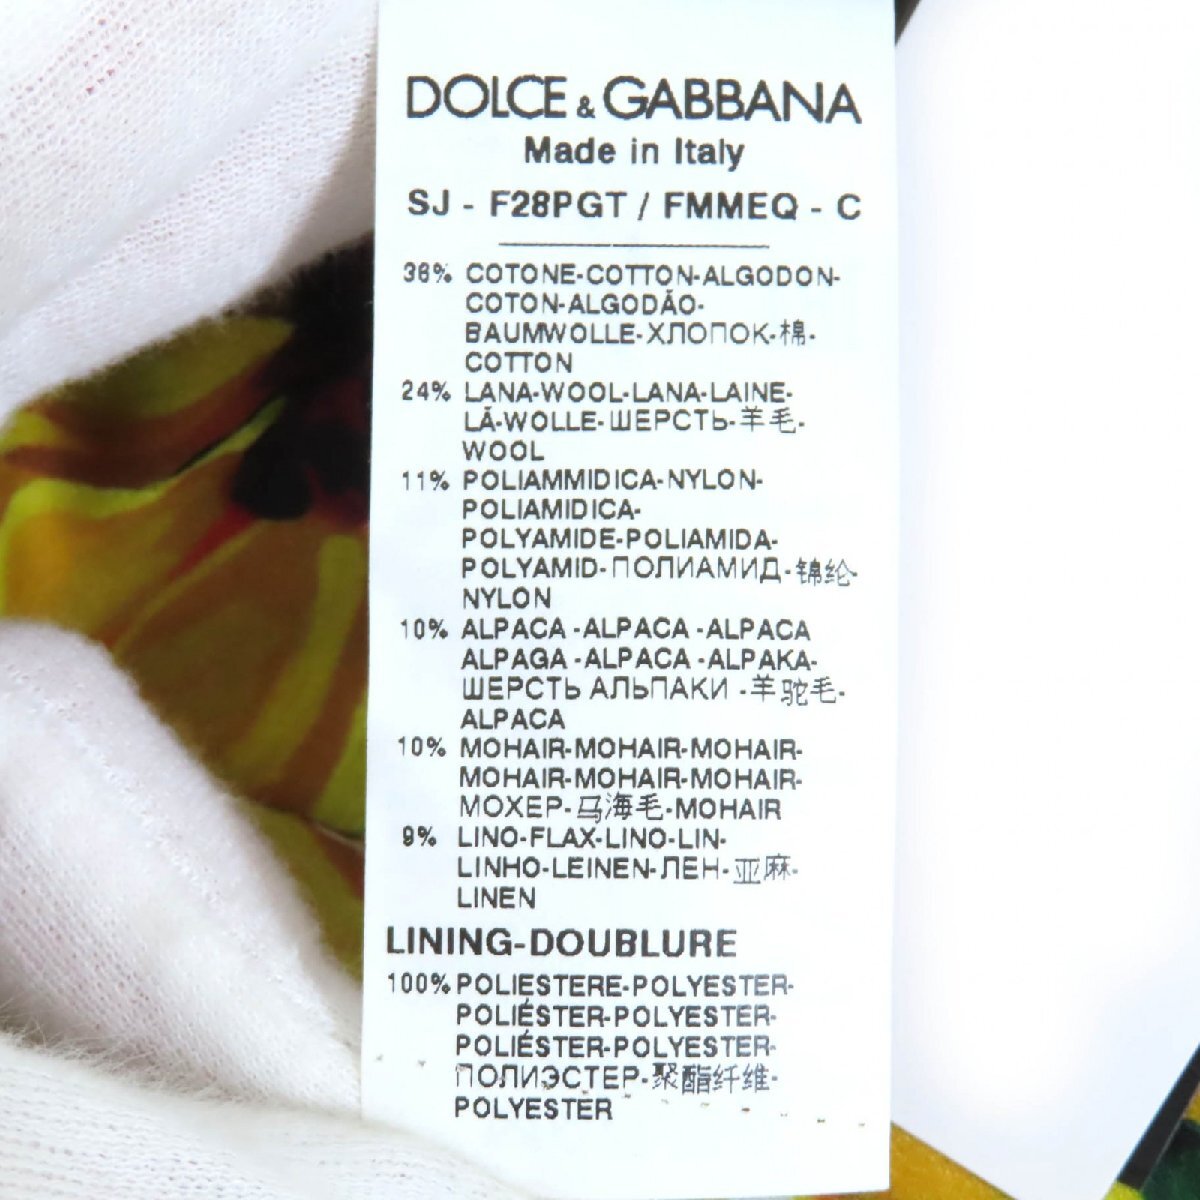 DOLCE & GABBANA
Made in Italy
SJ - F28PGT / FMMEQ - C
36% COTONE-COTTON-ALGODON-
COTON-ALGODÃO-
BAUMWOLLE-ХЛОПОК-棉-
COTTON
24% LANA-WOOL-LANA-LAINE-
LÃ-WOLLE-ШЕРСТЬ-羊毛-
WOOL
11% POLIAMMIDICA-NYLON-
POLIAMIDICA-
POLYAMIDE-POLIAMIDA-
POLYAMID-ПОЛИАМИД-锦纶-
NYLON
10% ALPACA -ALPACA -ALPACA
ALPAGA -ALPACA -ALPAKA-
ШЕРСТЬ АЛЬПАКИ -羊驼毛-
ALPACA
10% MOHAIR-MOHAIR-MOHAIR-
MOHAIR-MOHAIR-MOHAIR-
МОХЕР-马海毛-MOHAIR
9% LINO-FLAX-LINO-LIN-
LINHO-LEINEN-ЛЕН-亚麻-
LINEN
LINING-DOUBLURE
100% POLIESTERE-POLYESTER-
POLIÉSTER-POLYESTER-
POLIÉSTER-POLYESTER-
ПОЛИЭСТЕР-聚酯纤维-
POLYESTER